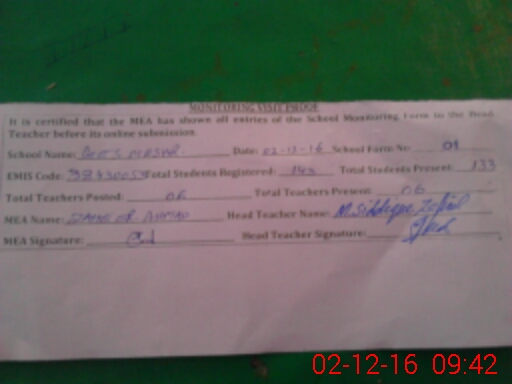 MONITORING VISIT PROOF
It is certified that the MEA has shown all entries of the School Monitoring Form to the Head
Teacher before its online submission.
School Name: Date: 02-12-16 School Form No 01
EMIS Code: Total Students Registered: 143 Total Students Present: 133
Total Teachers Posted: 06 Total Teachers Present: 06
MEA Name: AHMAD Head Teacher Name: M. Siddique
MEA Signature: Head Teacher Signature:
02-12-16 09:42